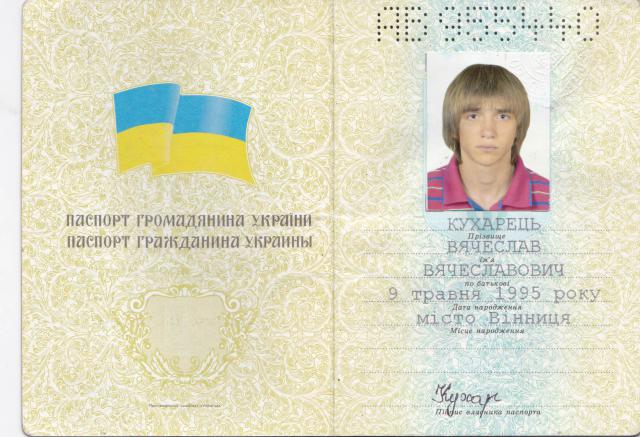 ПАСПОРТ ГРОМАДЯНИНА УКРАЇНИ
ПАСПОРТ ГРАЖДАНИНА УКРАИНЫ
АВ 955440
КУХАРЕЦЬ
Прізвище
ВЯЧЕСЛАВ
Ім'я
ВЯЧЕСЛАВОВИЧ
по батькові
9 травня 1995 року
Дата народження
місто Вінниця
Місце народження
Кухар
Підпис власника паспорта